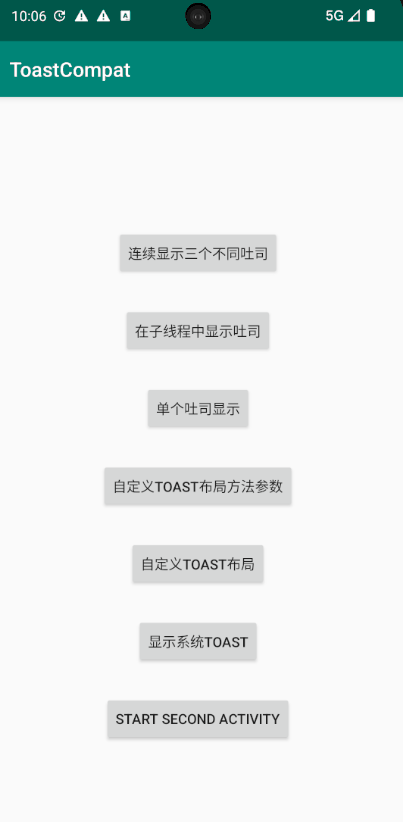 10:06
5G
ToastCompat
连续显示三个不同吐司
在子线程中显示吐司
单个吐司显示
自定义TOAST布局方法参数
自定义TOAST布局
显示系统TOAST
START SECOND ACTIVITY